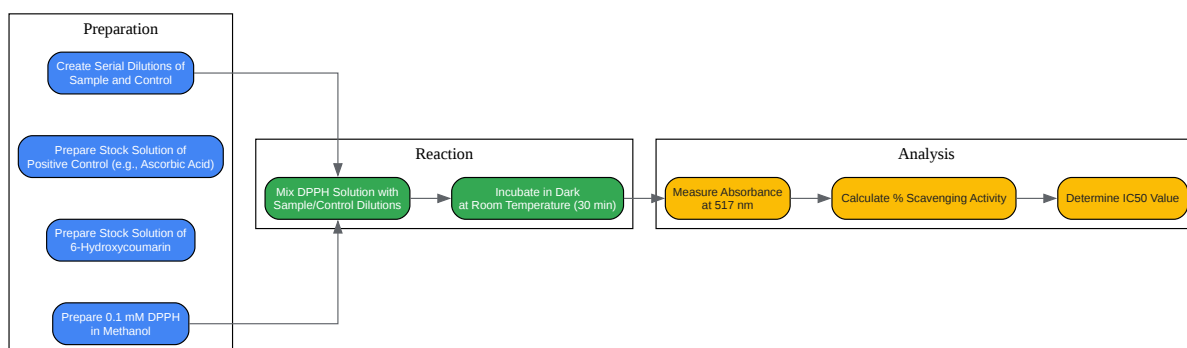 Preparation
Create Serial Dilutions of
Sample and Control
Prepare Stock Solution of
Positive Control (e.g., Ascorbic Acid)
Prepare Stock Solution of
6-Hydroxycoumarin
Prepare 0.1 mM DPPH
in Methanol
Reaction
Mix DPPH Solution with
Sample/Control Dilutions
Incubate in Dark
at Room Temperature (30 min)
Analysis
Measure Absorbance
at 517 nm
Calculate % Scavenging Activity
Determine IC50 Value